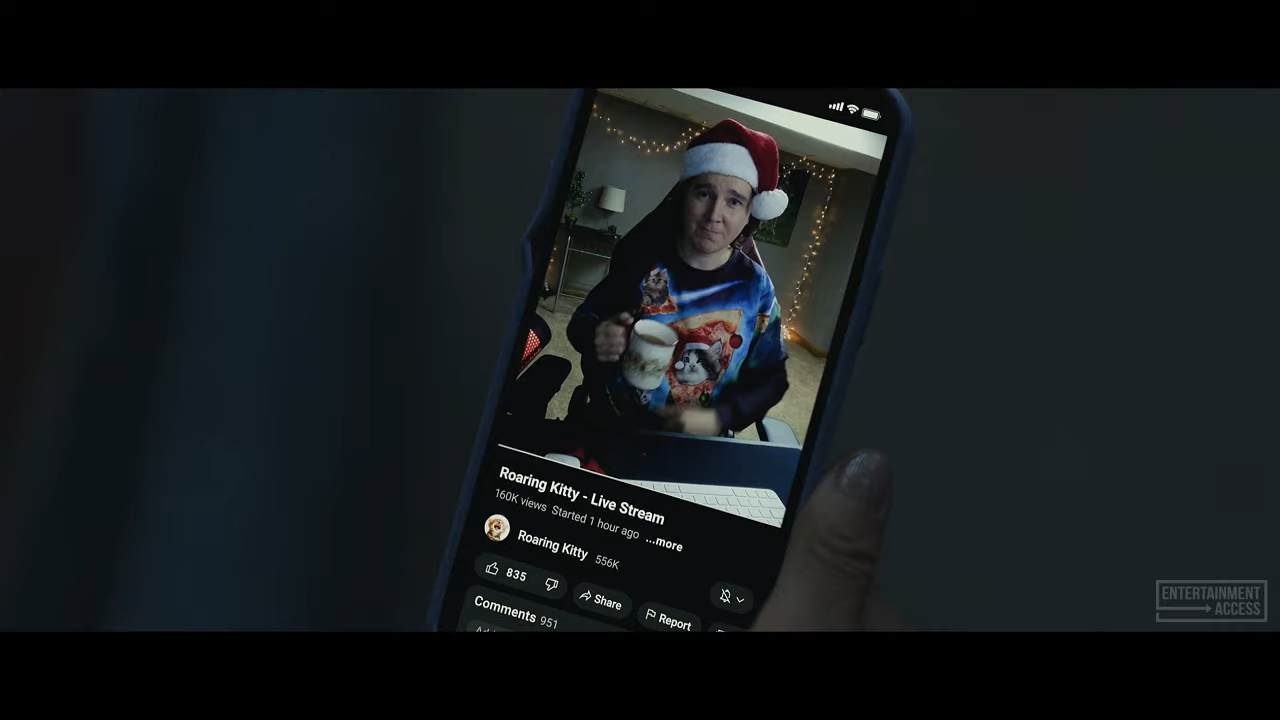 Roaring Kitty - Live Stream
160K views Started 1 hour ago ...more
Roaring Kitty 556K
835
Share
Report
Comments 951
ENTERTAINMENT
ACCESS